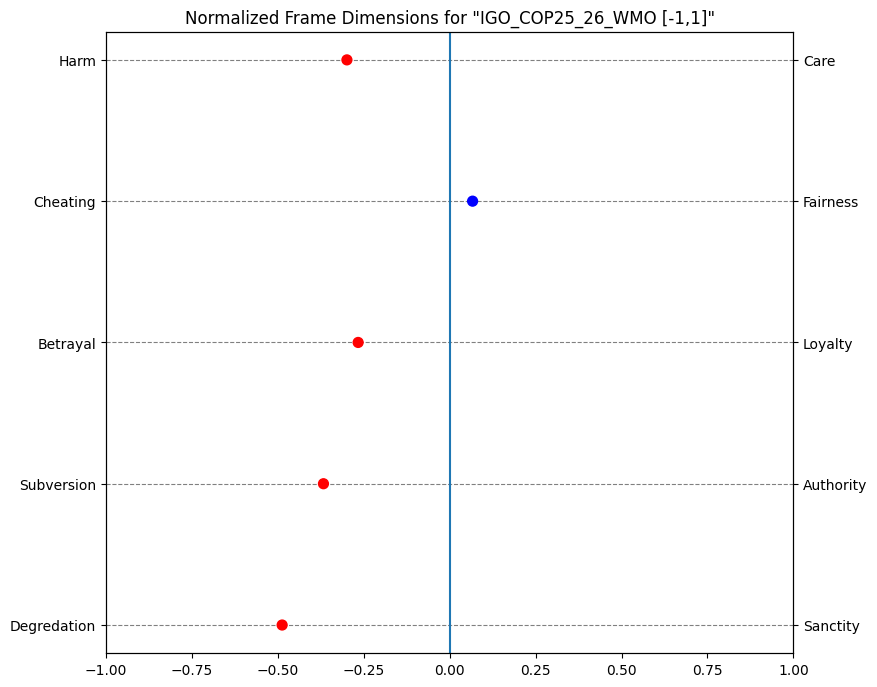 Normalized Frame Dimensions for "IGO_COP25_26_WMO [-1,1]"
Harm
Care
Cheating
Fairness
Betrayal
Loyalty
Subversion
Authority
Degredation
Sanctity
−1.00 −0.75 −0.50 −0.25 0.00 0.25 0.50 0.75 1.00